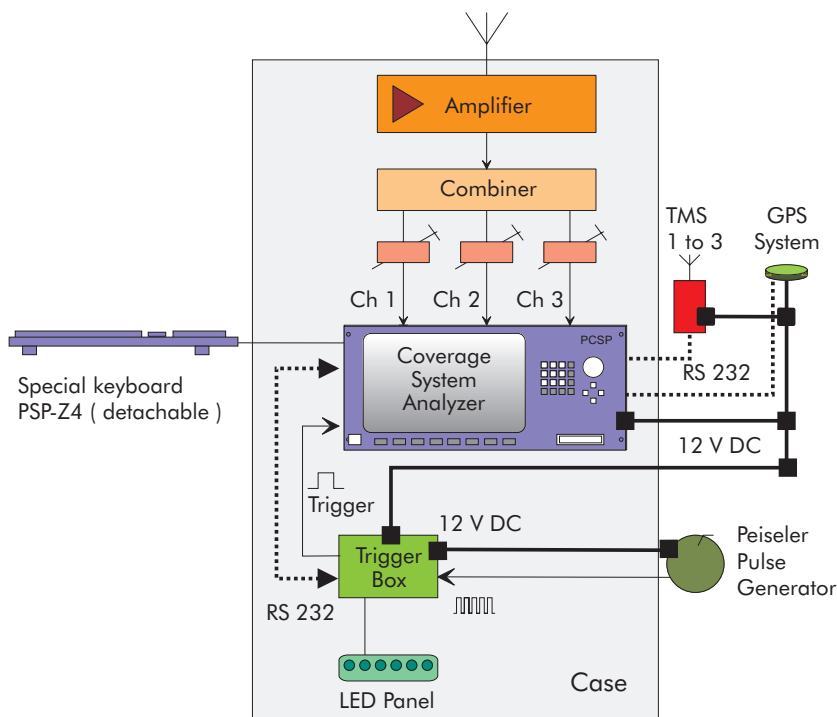 Amplifier
Combiner
TMS
1 to 3
GPS
System
Ch 1
Ch 2
Ch 3
PCSP
Coverage
System
Analyzer
RS 232
Special keyboard
PSP-Z4 ( detachable )
12 V DC
Trigger
12 V DC
Trigger
Box
Peiseler
Pulse
Generator
RS 232
LED Panel
Case